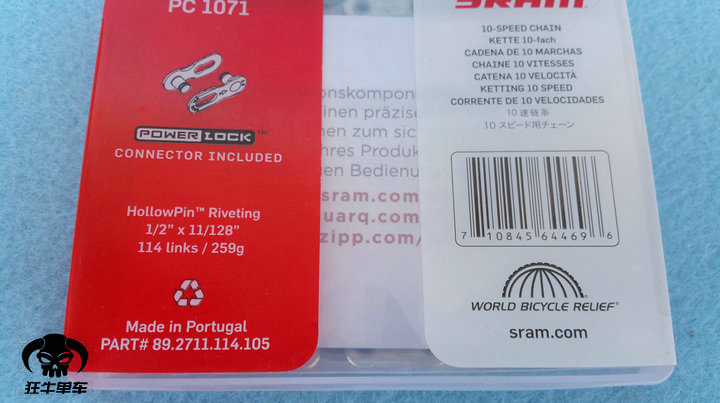 PC 1071
POWER LOCK™
CONNECTOR INCLUDED
HollowPin™ Riveting
1/2" x 11/128"
114 links / 259g
Made in Portugal
PART# 89.2711.114.105
onskompon
inen präzise
nen zum sic
hres Produk
en Bedienu
sram.com
uarq.com
zipp.com/
SRAM
10-SPEED CHAIN
KETTE 10-fach
CADENA DE 10 MARCHAS
CHAINE 10 VITESSES
CATENA 10 VELOCITÀ
KETTING 10 SPEED
CORRENTE DE 10 VELOCIDADES
10 速链条
10 スピード用チェーン
7 10845 64469 6
WORLD BICYCLE RELIEF®
sram.com
狂牛单车